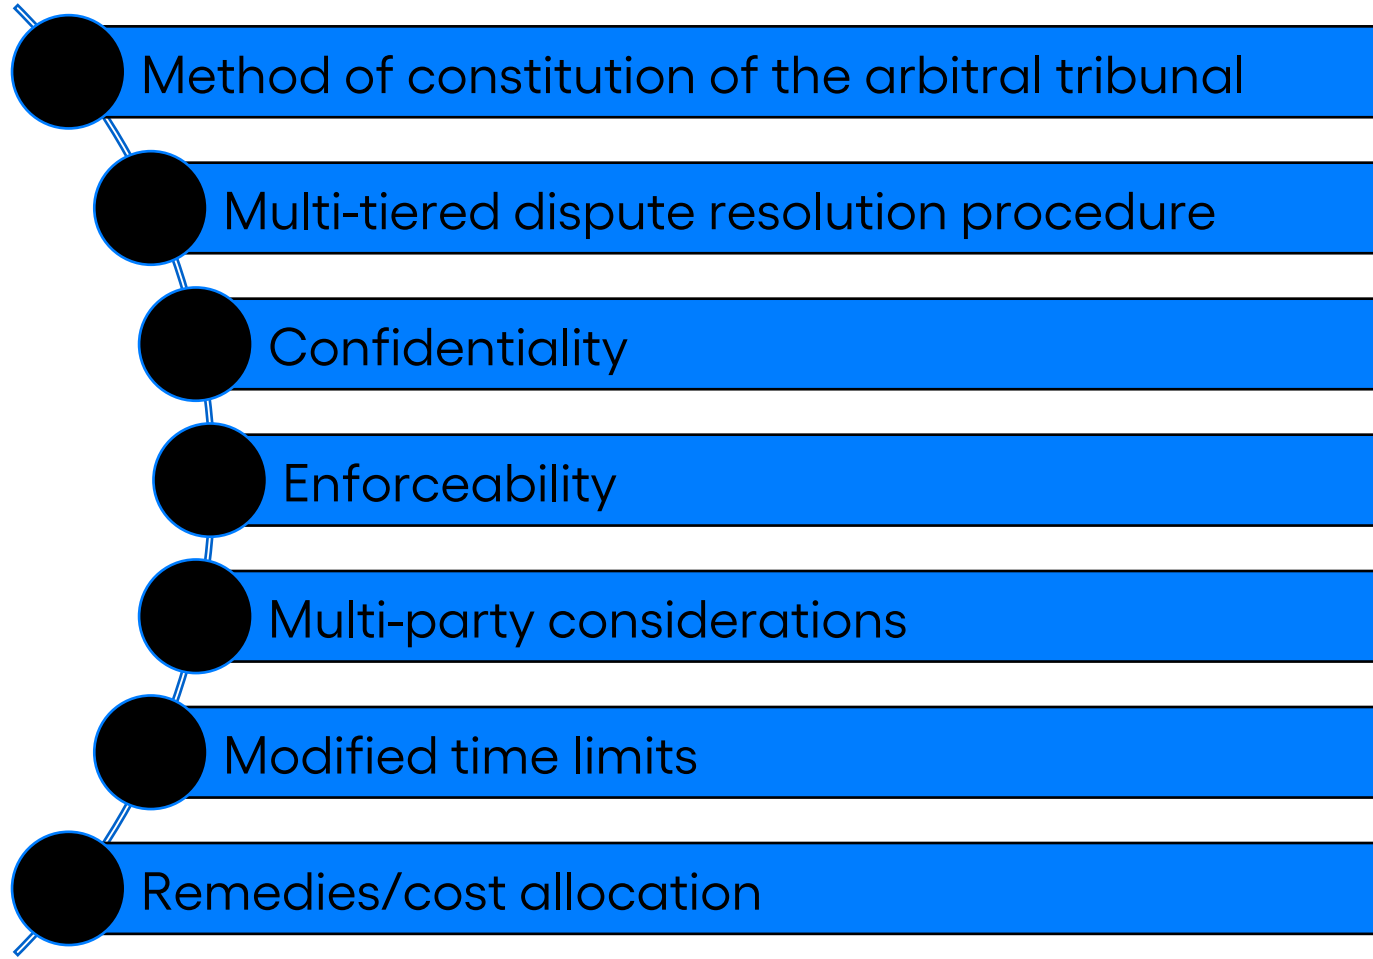 Method of constitution of the arbitral tribunal
Multi-tiered dispute resolution procedure
Confidentiality
Enforceability
Multi-party considerations
Modified time limits
Remedies/cost allocation